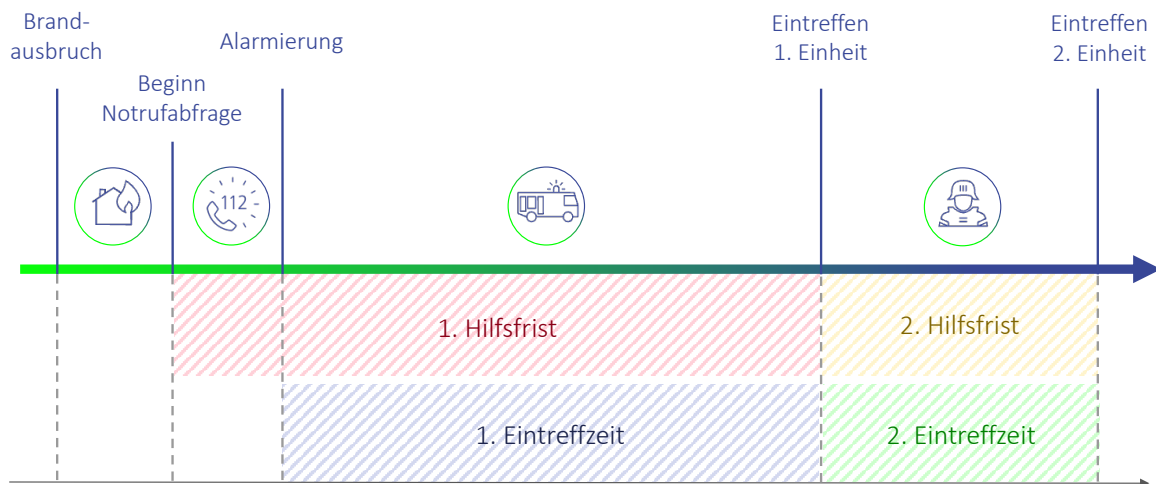 Brand-
ausbruch
Beginn
Notrufabfrage
Alarmierung
Eintreffen
1. Einheit
Eintreffen
2. Einheit
112
1. Hilfsfrist
2. Hilfsfrist
1. Eintreffzeit
2. Eintreffzeit